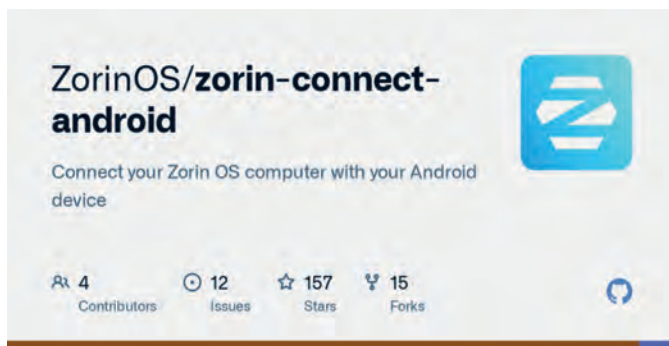 ZorinOS/zorin-connect-
android
Connect your Zorin OS computer with your Android
device
4
Contributors
12
Issues
157
Stars
15
Forks